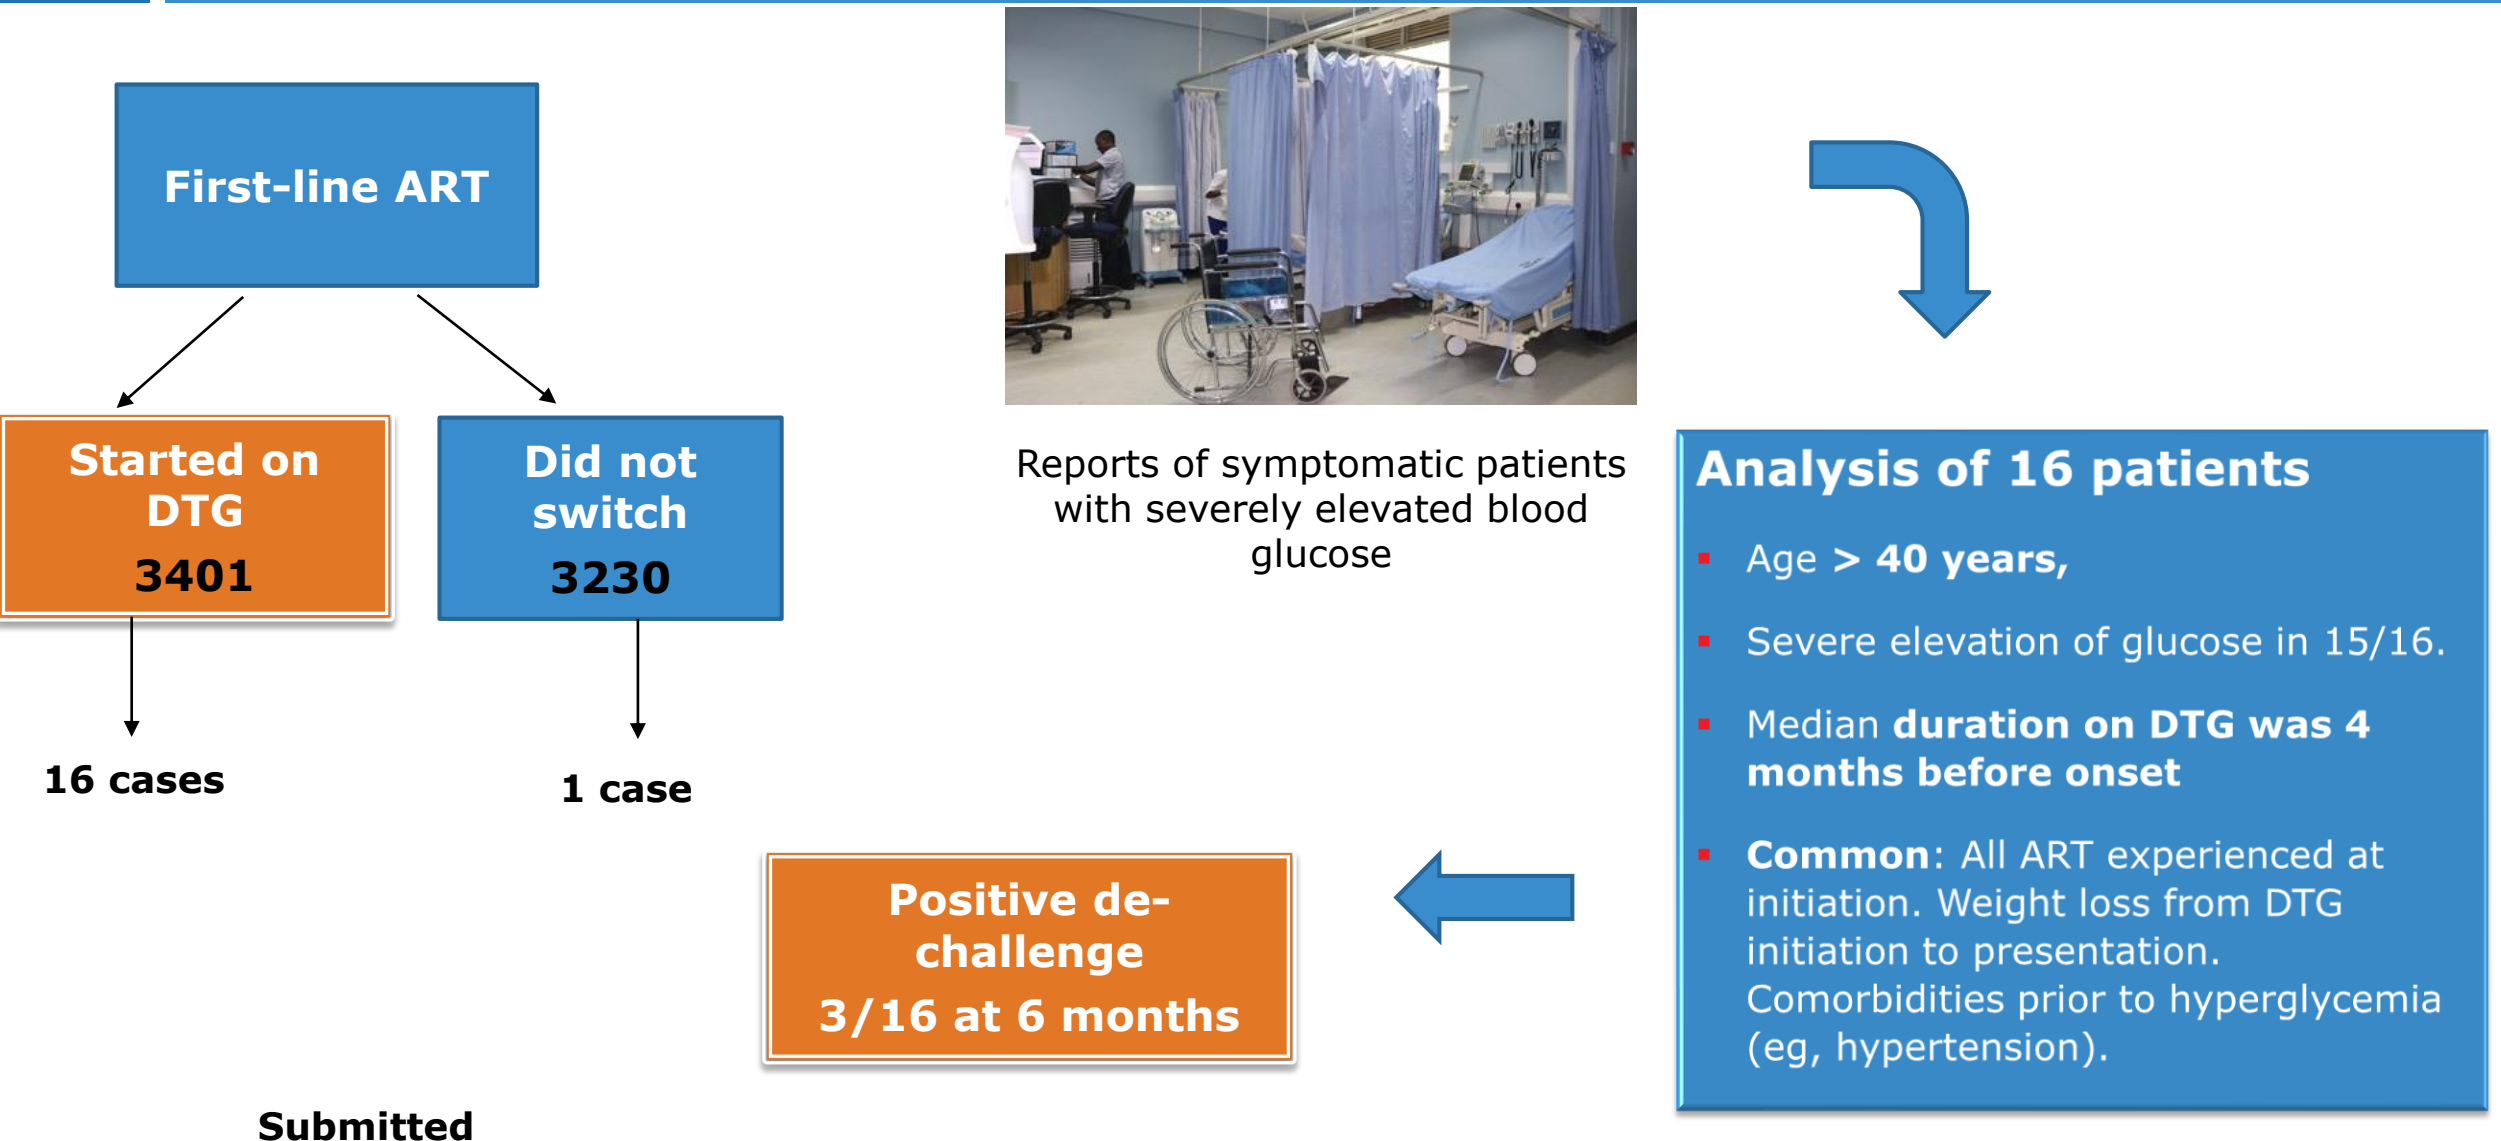 First-line ART
Started on
DTG
3401
Did not
switch
3230
16 cases
1 case
Reports of symptomatic patients
with severely elevated blood
glucose
Analysis of 16 patients
Age > 40 years,
Severe elevation of glucose in 15/16.
Median duration on DTG was 4
months before onset
Common: All ART experienced at
initiation. Weight loss from DTG
initiation to presentation.
Comorbidities prior to hyperglycemia
(eg, hypertension).
Positive de-
challenge
3/16 at 6 months
Submitted